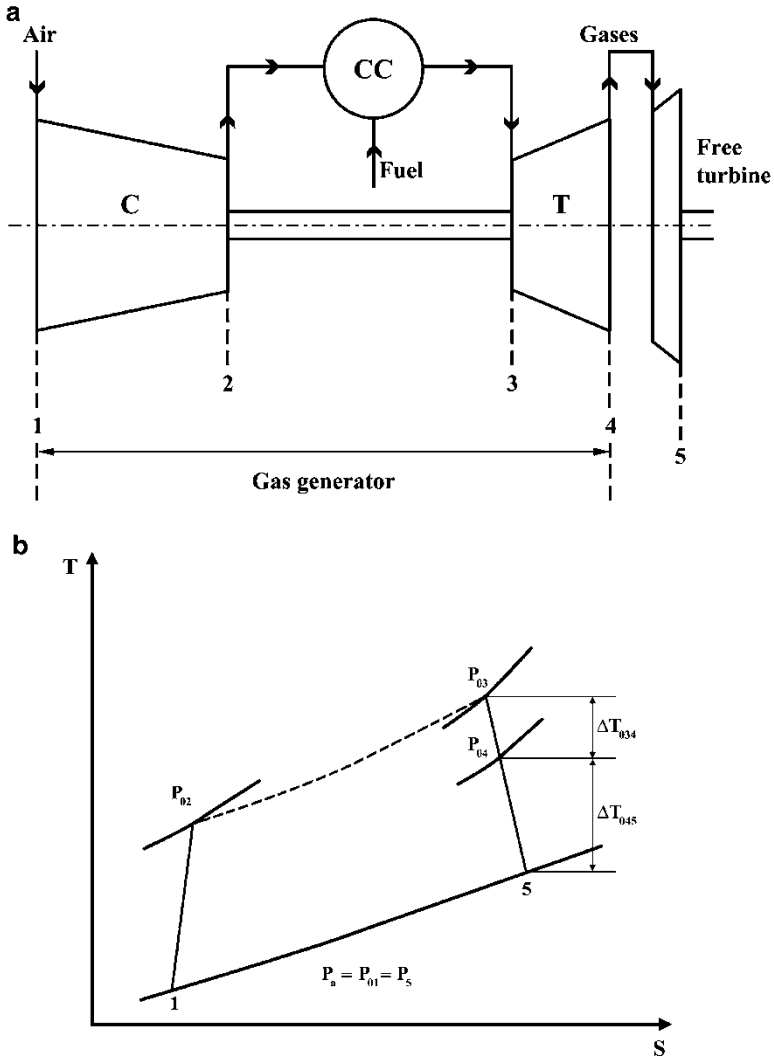 a
Air
Gases
CC
Free
turbine
Fuel
C
T
2
3
1
4
5
Gas generator
b
T
P03
ΔT034
P04
P02
ΔT045
5
Pa = P01 = P5
1
S